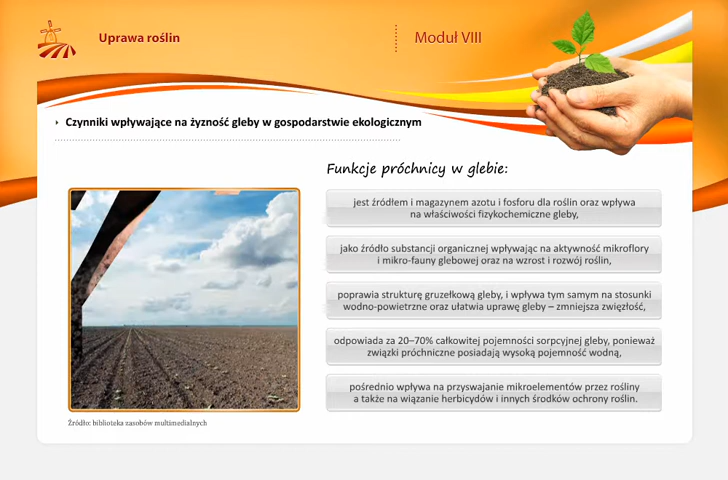 Uprawa roślin
Moduł VIII
Czynniki wpływające na żyzność gleby w gospodarstwie ekologicznym
Funkcje próchnicy w glebie:
jest źródłem i magazynem azotu i fosforu dla roślin oraz wpływa
na właściwości fizykochemiczne gleby,
jako źródło substancji organicznej wpływając na aktywność mikroflory
i mikro-fauny glebowej oraz na wzrost i rozwój roślin,
poprawia strukturę gruzełkową gleby, i wpływa tym samym na stosunki
wodno-powietrzne oraz ułatwia uprawę gleby – zmniejsza zwięzłość,
odpowiada za 20–70% całkowitej pojemności sorpcyjnej gleby, ponieważ
związki próchniczne posiadają wysoką pojemność wodną,
pośrednio wpływa na przyswajanie mikroelementów przez rośliny
a także na wiązanie herbicydów i innych środków ochrony roślin.
Źródło: biblioteka zasobów multimedialnych